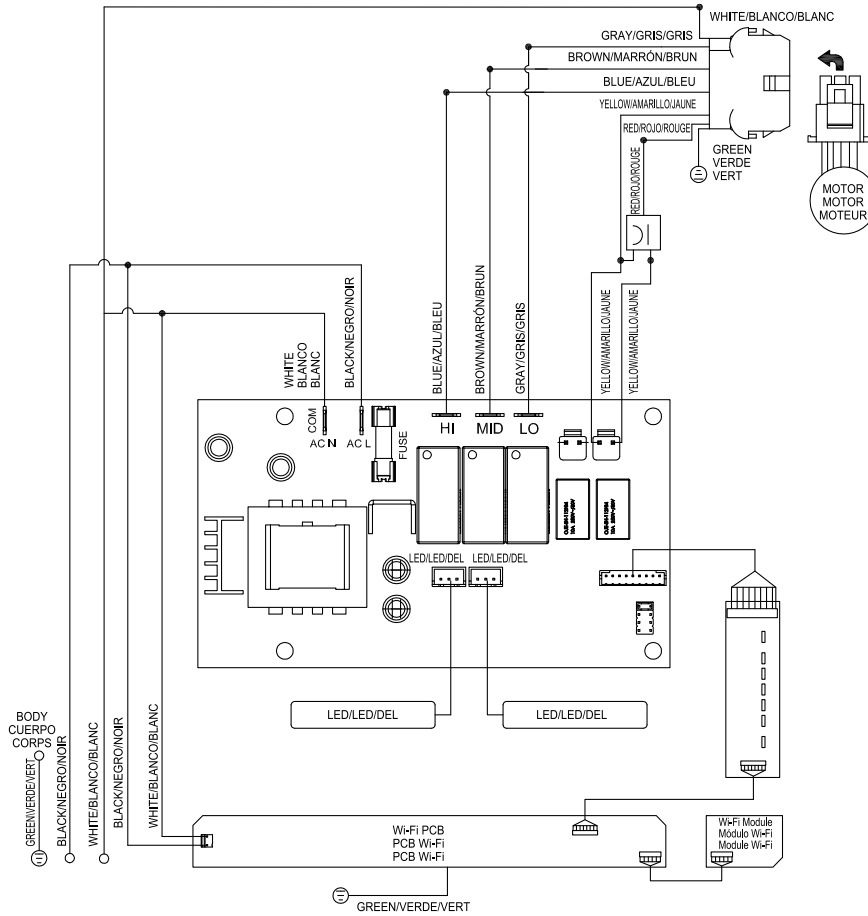 WHITE/BLANCO/BLANC
GRAY/GRIS/GRIS
BROWN/MARRÓN/BRUN
BLUE/AZUL/BLEU
YELLOW/AMARILLO/JAUNE
RED/ROJO/ROUGE
GREEN
VERDE
VERT
MOTOR
MOTOR
MOTEUR
RED/ROJO/ROUGE
WHITE
BLANCO
BLANC
BLACK/NEGRO/NOIR
BLUE/AZUL/BLEU
BROWN/MARRÓN/BRUN
GRAY/GRIS/GRIS
YELLOW/AMARILLO/JAUNE
YELLOW/AMARILLO/JAUNE
COM
AC N
AC L
FUSE
HI
MID
LO
LED/LED/DEL
LED/LED/DEL
LED/LED/DEL
LED/LED/DEL
BODY
CUERPO
CORPS
GREEN/VERDE/VERT
BLACK/NEGRO/NOIR
WHITE/BLANCO/BLANC
BLACK/NEGRO/NOIR
WHITE/BLANCO/BLANC
Wi-Fi PCB
PCB Wi-Fi
PCB Wi-Fi
Wi-Fi Module
Módulo Wi-Fi
Module Wi-Fi
GREEN/VERDE/VERT